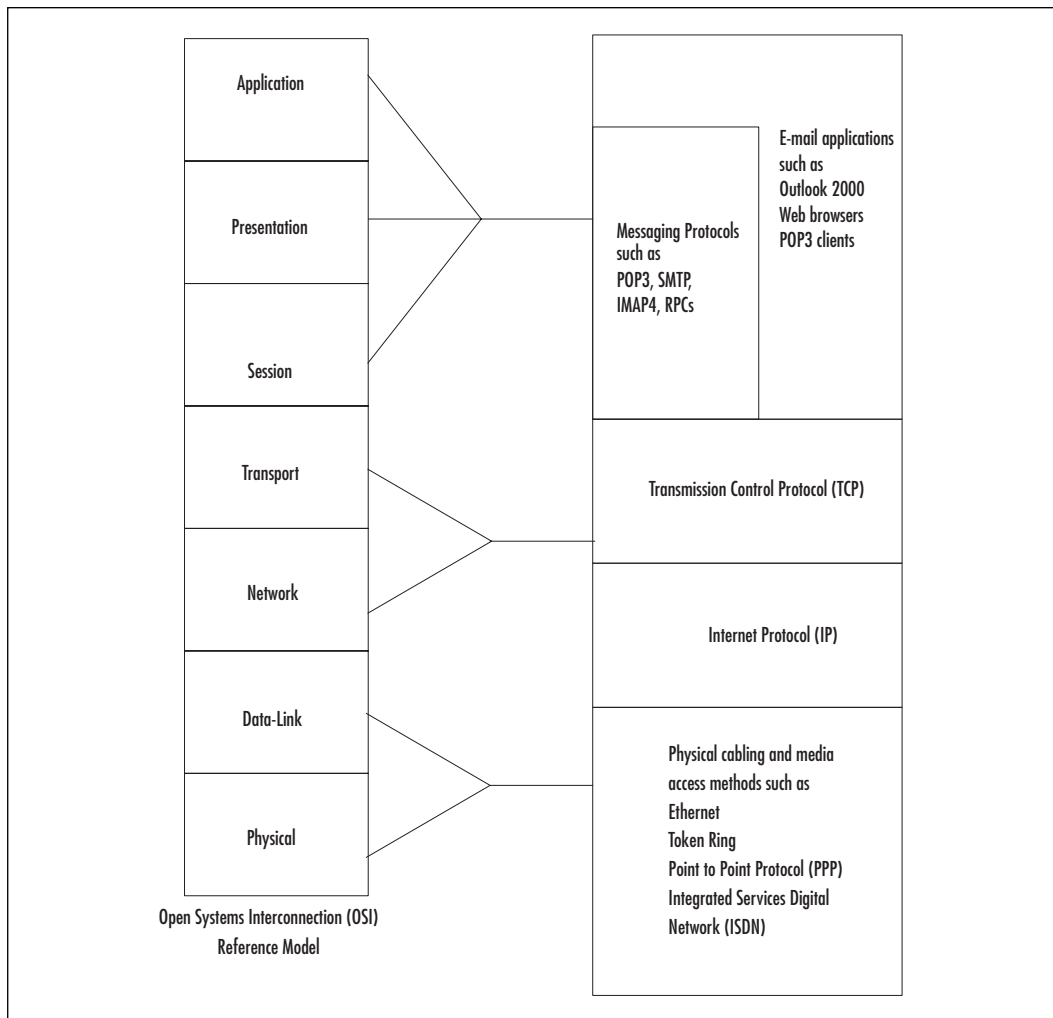 Application
Presentation
Session
Transport
Network
Data-Link
Physical
Open Systems Interconnection (OSI)
Reference Model
E-mail applications
such as
Outlook 2000
Web browsers
POP3 clients
Messaging Protocols
such as
POP3, SMTP,
IMAP4, RPCs
Transmission Control Protocol (TCP)
Internet Protocol (IP)
Physical cabling and media
access methods such as
Ethernet
Token Ring
Point to Point Protocol (PPP)
Integrated Services Digital
Network (ISDN)